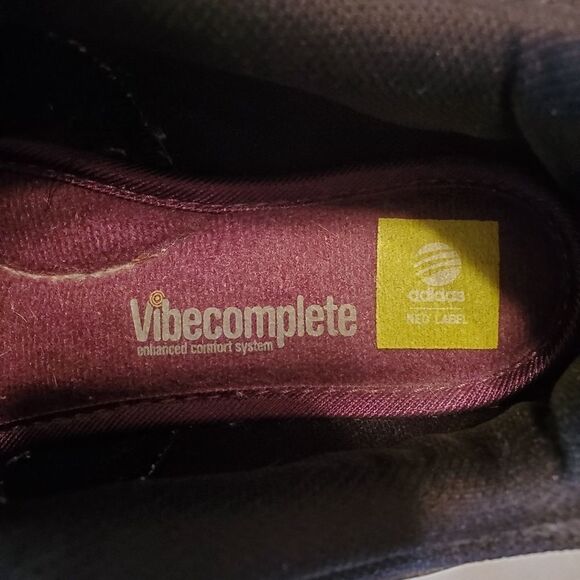 Vibecomplete
enhanced comfort system
adidas
NEO LABEL